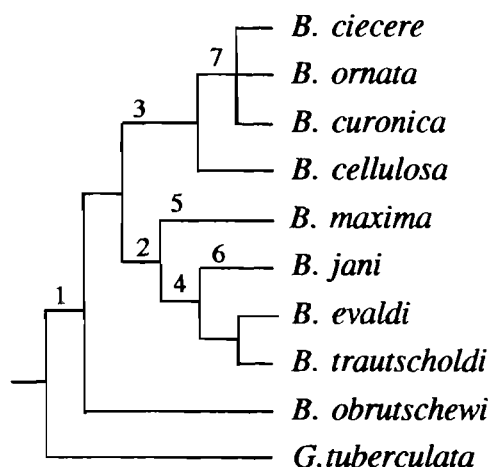 B. ciecere
7
B. ornata
3
B. curonica
B. cellulosa
5
B. maxima
2
6
B. jani
4
1
B. evaldi
B. trautscholdi
B. obrutschewi
G.tuberculata